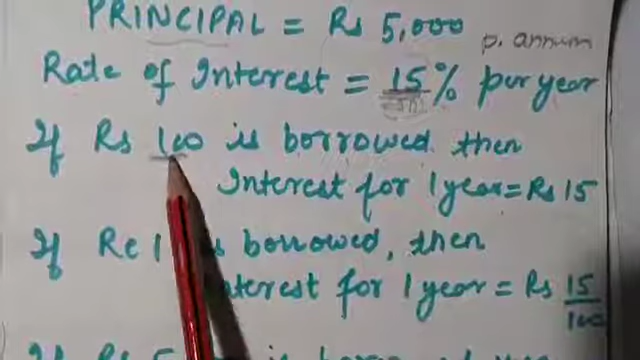 PRINCIPAL = Rs 5,000
p. annum
Rate of Interest = 15% per year
If Rs 100 is borrowed then
Interest for 1 year = Rs 15
If Re 1 is borrowed, then
Interest for 1 year = Rs 15/100